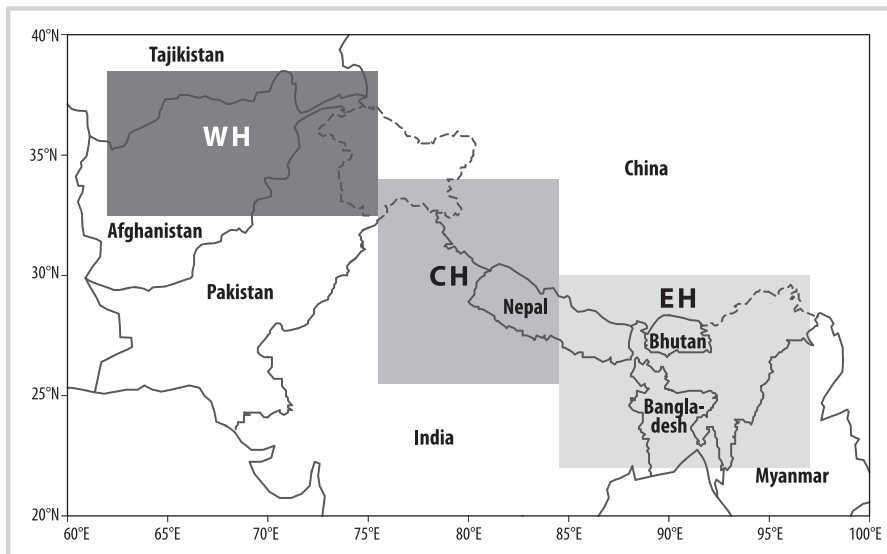 40°N
Tajikistan
WH
35°N
China
Afghanistan
30°N
CH
EH
Pakistan
Nepal
Bhutan
25°N
Bangla-
desh
India
Myanmar
20°N
60°E 65°E 70°E 75°E 80°E 85°E 90°E 95°E 100°E